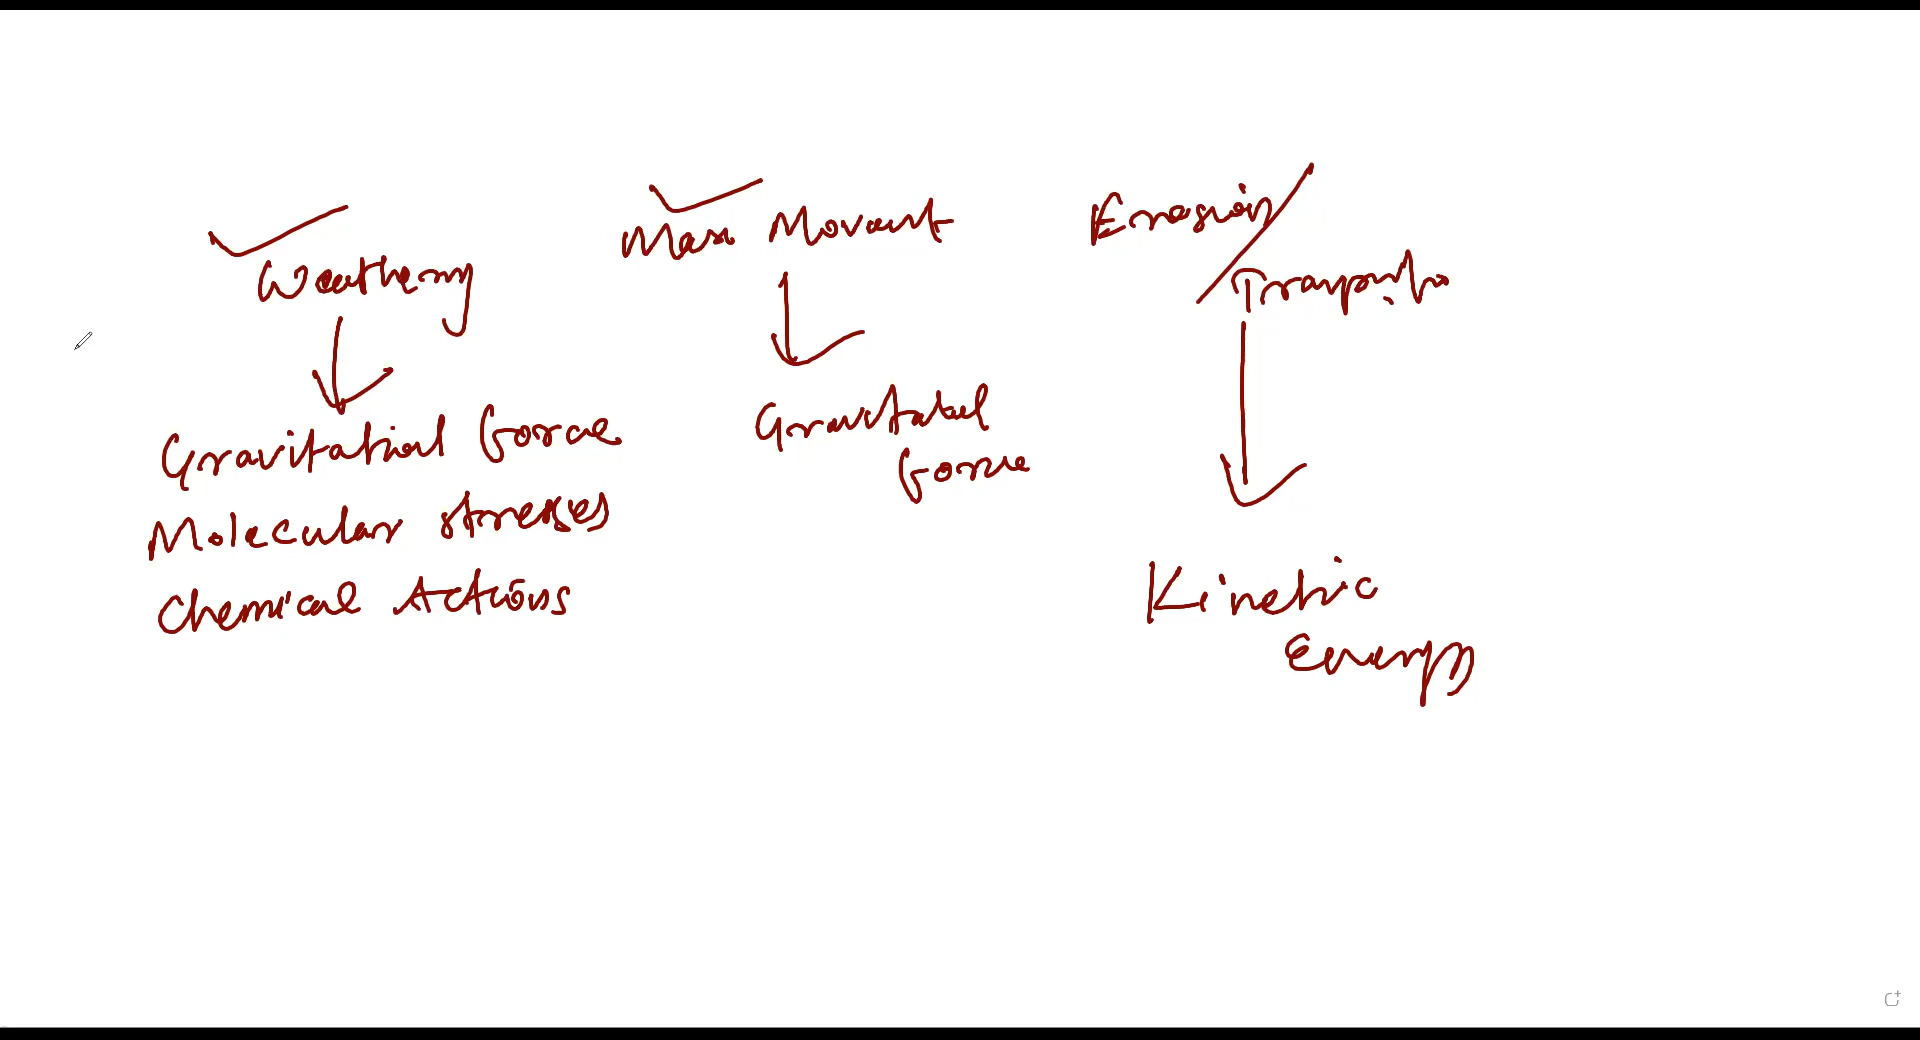 Weathering
Gravitational force
Molecular stresses
Chemical Actions
Mass Movement
Gravitational
force
Erosion/
Transportation
Kinetic
Energy